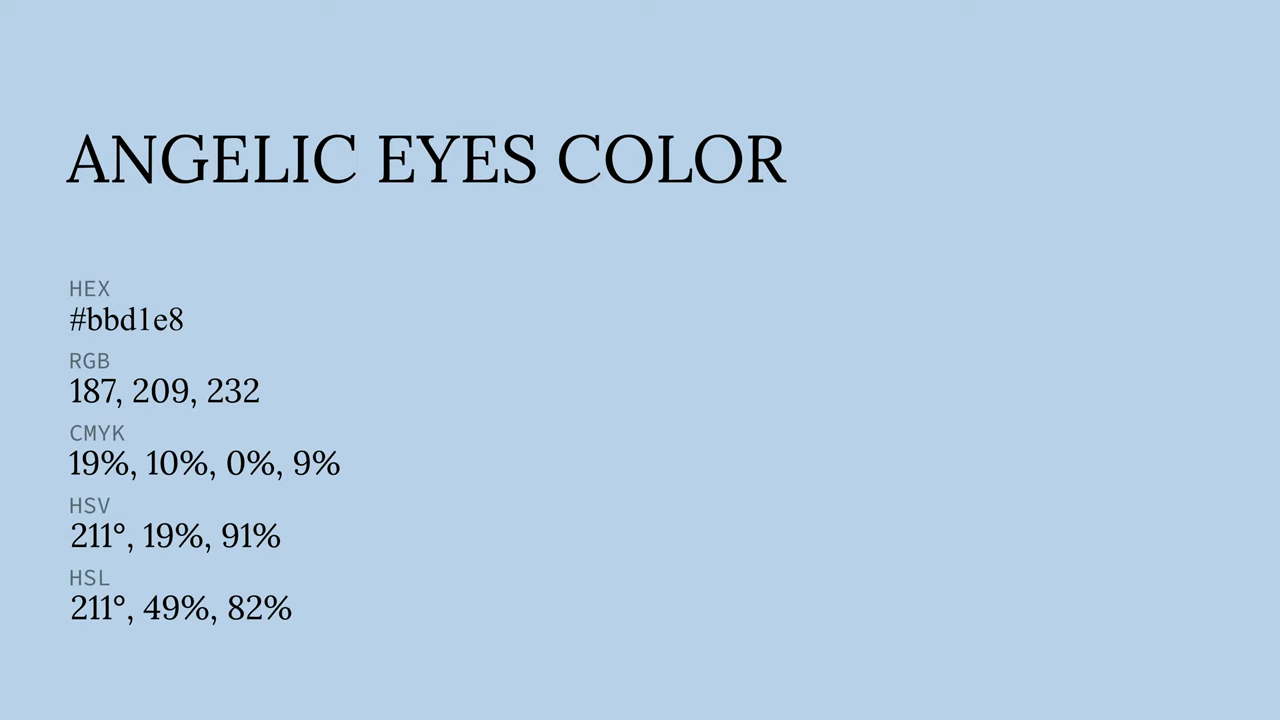 ANGELIC EYES COLOR
HEX
#bbd1e8
RGB
187, 209, 232
CMYK
19%, 10%, 0%, 9%
HSV
211°, 19%, 91%
HSL
211°, 49%, 82%